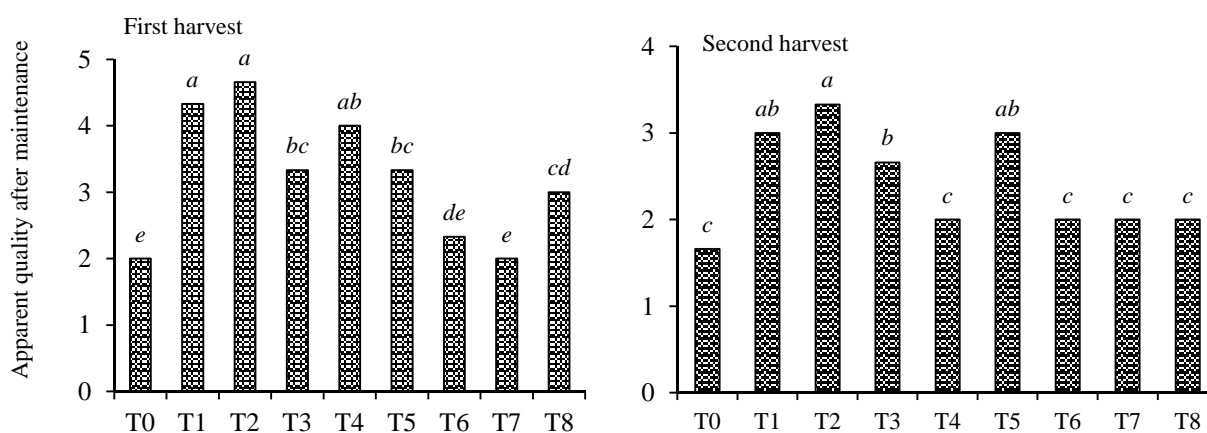 First harvest
Apparent quality after maintenance
5
4
3
2
1
0
e
a
a
bc
ab
bc
de
e
cd
T0 T1 T2 T3 T4 T5 T6 T7 T8
Second harvest
4
3
2
1
0
c
ab
a
b
c
ab
c
c
c
T0 T1 T2 T3 T4 T5 T6 T7 T8